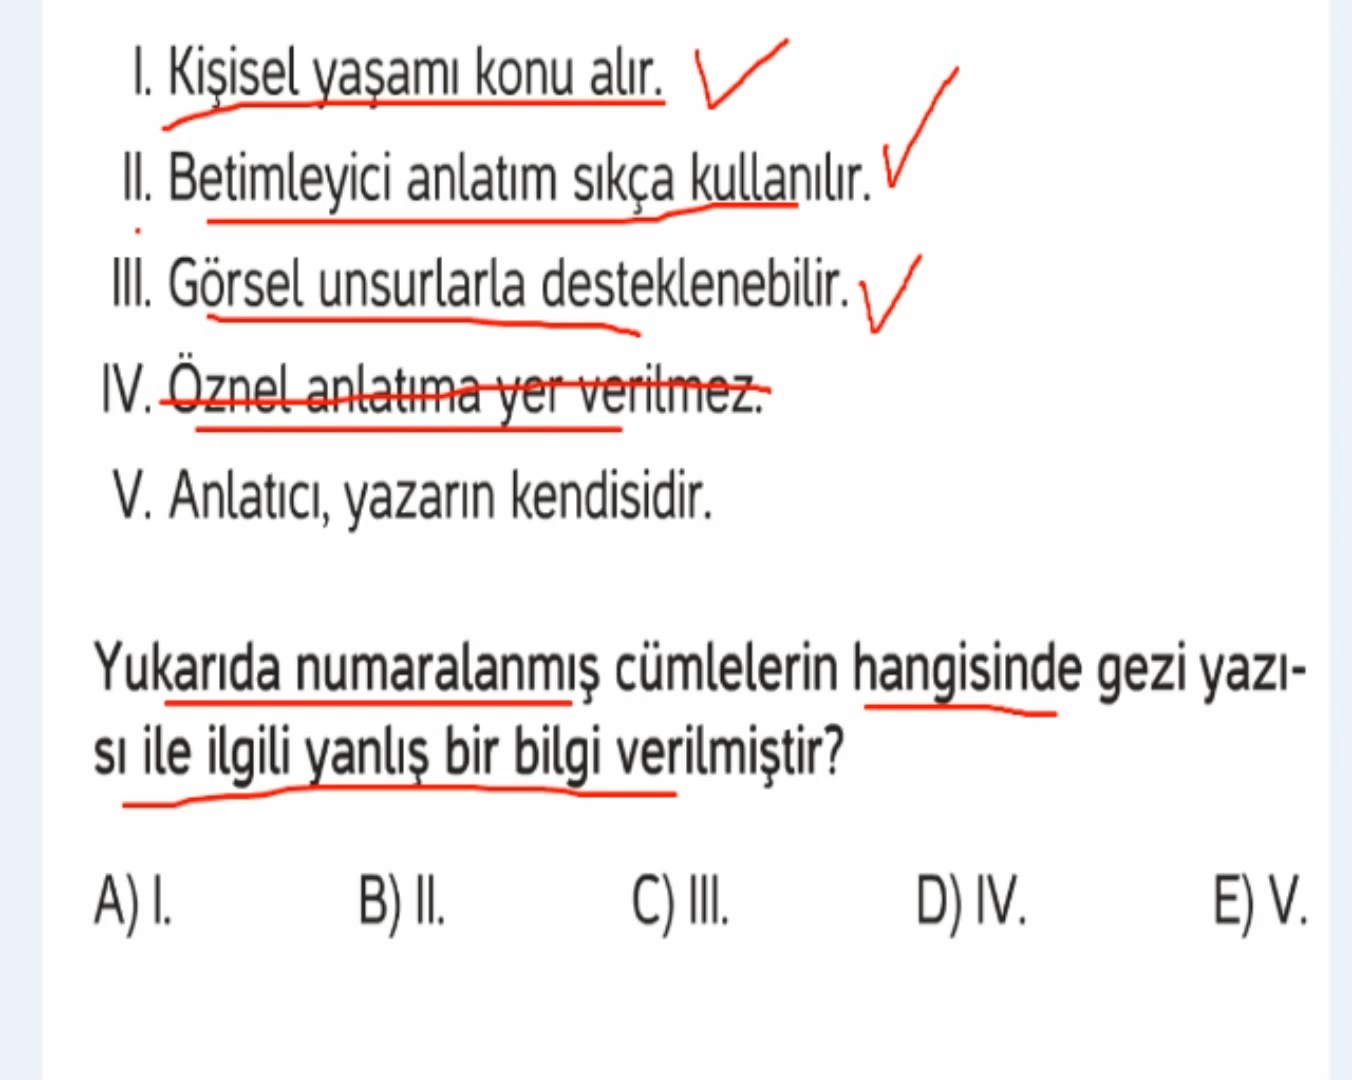 I. Kişisel yaşamı konu alır.
II. Betimleyici anlatım sıkça kullanılır.
III. Görsel unsurlarla desteklenebilir.
IV. Öznel anlatıma yer verilmez.
V. Anlatıcı, yazarın kendisidir.
Yukarıda numaralanmış cümlelerin hangisinde gezi yazı-
sı ile ilgili yanlış bir bilgi verilmiştir?
A) I. B) II. C) III. D) IV. E) V.